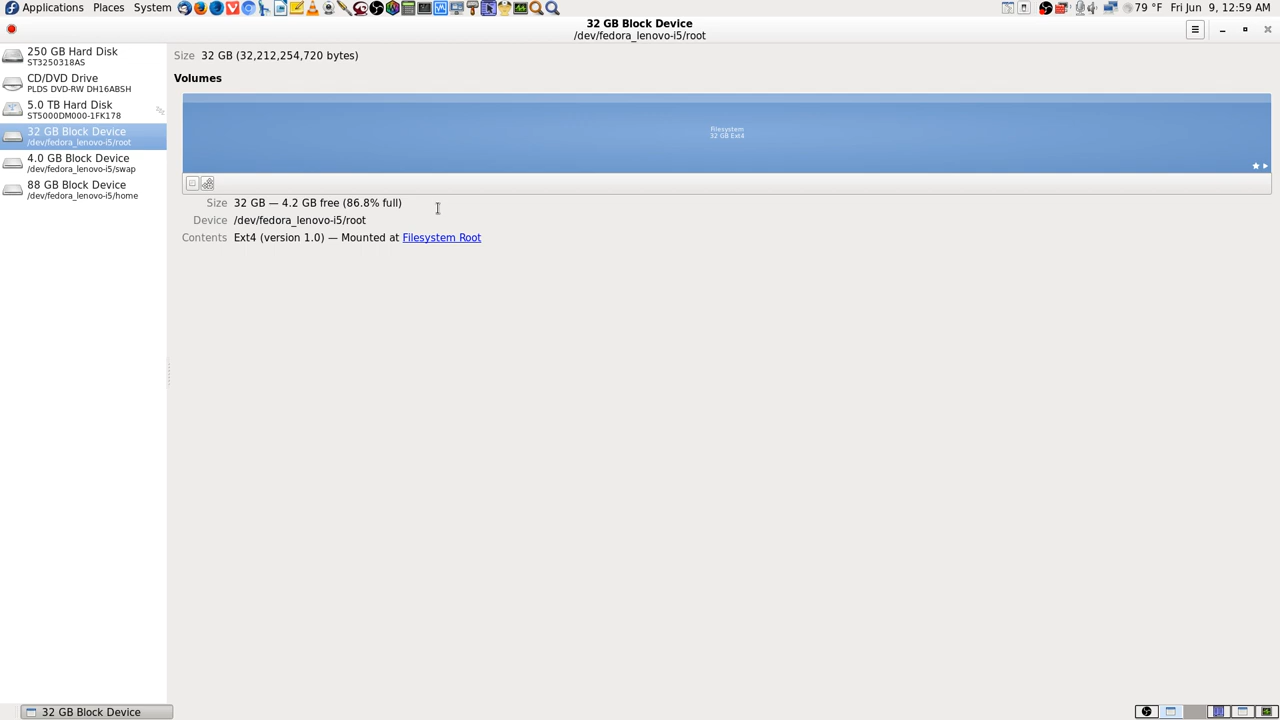 Applications Places System
79 °F Fri Jun 9, 12:59 AM
32 GB Block Device
/dev/fedora_lenovo-i5/root
250 GB Hard Disk
ST3250318AS
CD/DVD Drive
PLDS DVD-RW DH16ABSH
5.0 TB Hard Disk
ST5000DM000-1FK178
32 GB Block Device
/dev/fedora_lenovo-i5/root
4.0 GB Block Device
/dev/fedora_lenovo-i5/swap
88 GB Block Device
/dev/fedora_lenovo-i5/home
Size 32 GB (32,212,254,720 bytes)
Volumes
Filesystem
32 GB Ext4
Size 32 GB — 4.2 GB free (86.8% full)
Device /dev/fedora_lenovo-i5/root
Contents Ext4 (version 1.0) — Mounted at Filesystem Root
32 GB Block Device